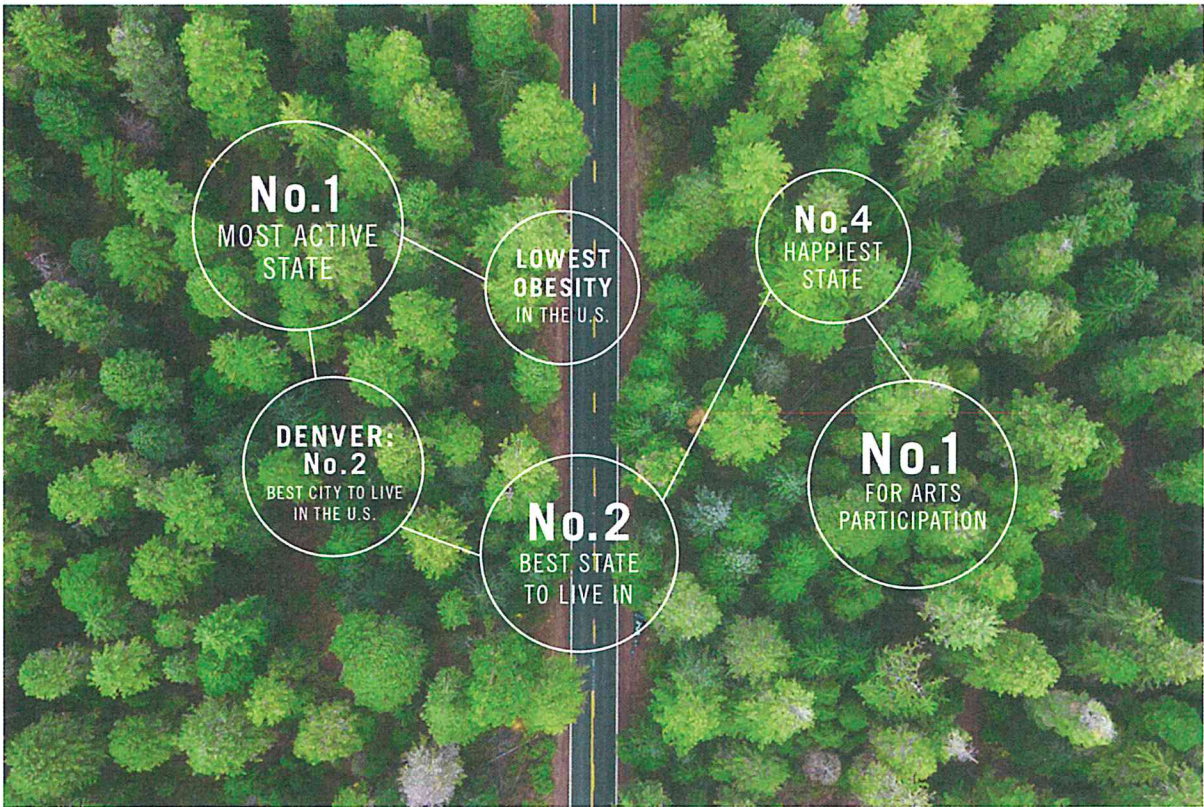 No.1
MOST ACTIVE
STATE
LOWEST
OBESITY
IN THE U.S.
No.4
HAPPIEST
STATE
DENVER:
No.2
BEST CITY TO LIVE
IN THE U.S.
No.2
BEST STATE
TO LIVE IN
No.1
FOR ARTS
PARTICIPATION